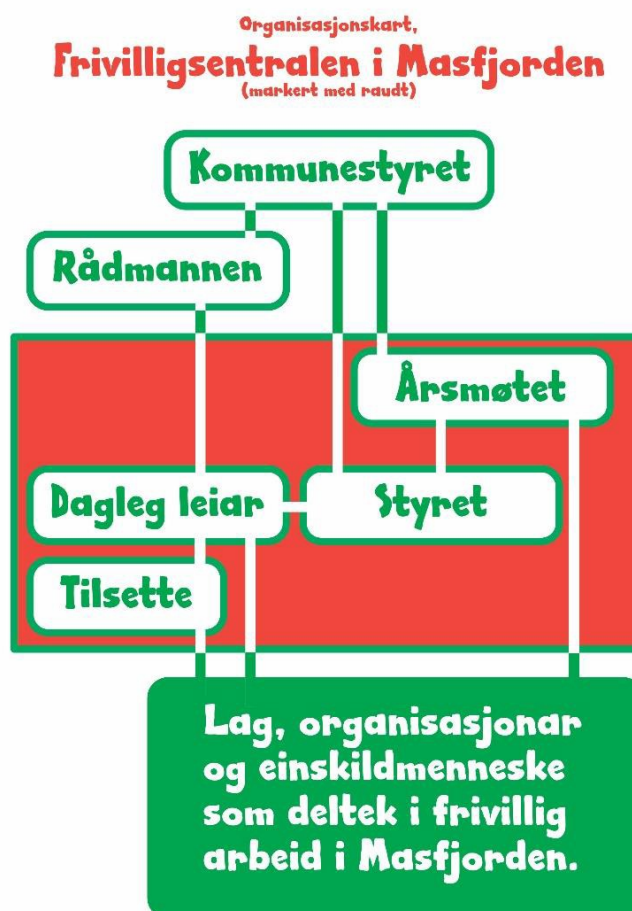 Organisasjonskart,
Frivilligsentralen i Masfjorden
(markert med raudt)
Kommunestyret
Rådmannen
Årsmøtet
Dagleg leiar
Styret
Tilsette
Lag, organisasjonar
og einskildmenneske
som deltek i frivillig
arbeid i Masfjorden.